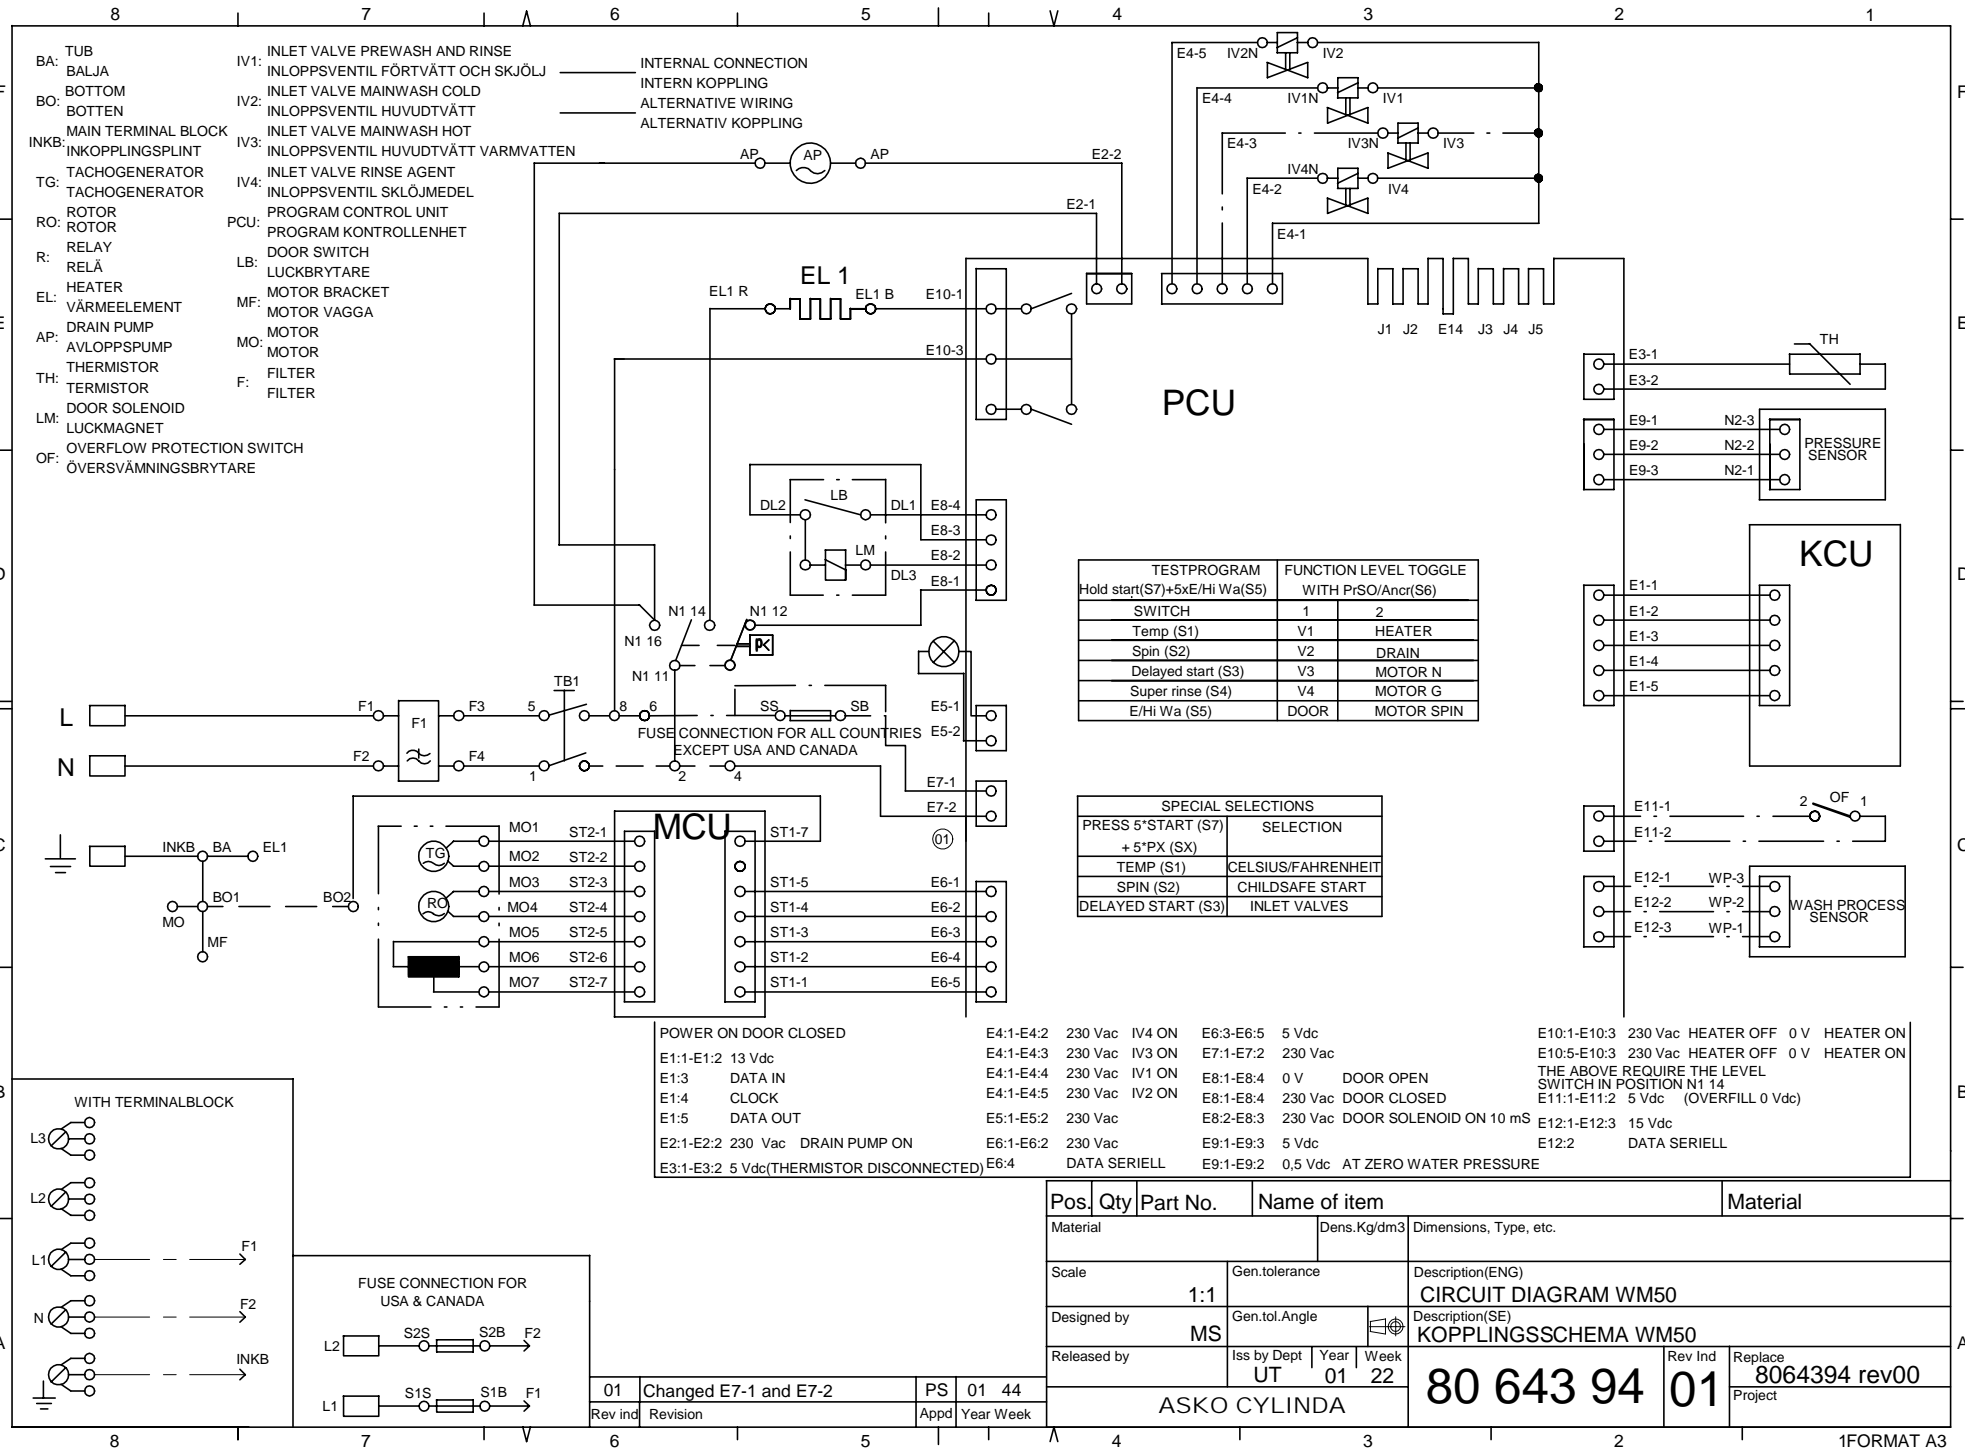 8 7 6 5 4 3 2 1
BA: TUB
BALJA
BO: BOTTOM
BOTTEN
INKB: MAIN TERMINAL BLOCK
INKOPPLINGSPLINT
TG: TACHOGENERATOR
TACHOGENERATOR
RO: ROTOR
ROTOR
R: RELAY
RELÄ
EL: HEATER
VÄRMEELEMENT
AP: DRAIN PUMP
AVLOPPSPUMP
TH: THERMISTOR
TERMISTOR
LM: DOOR SOLENOID
LUCKMAGNET
OF: OVERFLOW PROTECTION SWITCH
ÖVERSVÄMNINGSBRYTARE
IV1: INLET VALVE PREWASH AND RINSE
INLOPPSVENTIL FÖRTVÄTT OCH SKJÖLJ
IV2: INLET VALVE MAINWASH COLD
INLOPPSVENTIL HUVUDTVÄTT
IV3: INLET VALVE MAINWASH HOT
INLOPPSVENTIL HUVUDTVÄTT VARMVATTEN
IV4: INLET VALVE RINSE AGENT
INLOPPSVENTIL SKLÖJMEDEL
PCU: PROGRAM CONTROL UNIT
PROGRAM KONTROLLENHET
LB: DOOR SWITCH
LUCKBRYTARE
MF: MOTOR BRACKET
MOTOR VAGGA
MO: MOTOR
MOTOR
F: FILTER
FILTER
INTERNAL CONNECTION
INTERN KOPPLING
ALTERNATIVE WIRING
ALTERNATIV KOPPLING
AP AP AP E2-2
E2-1
E4-5 IV2N IV2
E4-4 IV1N IV1
E4-3 IV3N IV3
IV4N
E4-2 IV4
E4-1
EL 1
EL1 R EL1 B E10-1
E10-3
J1 J2 E14 J3 J4 J5
PCU
TH
E3-1
E3-2
E9-1 N2-3
E9-2 N2-2
E9-3 N2-1
PRESSURE
SENSOR
KCU
E1-1
E1-2
E1-3
E1-4
E1-5
LB
DL2 DL1 E8-4
E8-3
LM E8-2
DL3 E8-1
N1 14 N1 12
N1 16
N1 11
P<
TESTPROGRAM FUNCTION LEVEL TOGGLE
Hold start(S7)+5xE/Hi Wa(S5) WITH PrSO/Ancr(S6)
SWITCH 1 2
Temp (S1) V1 HEATER
Spin (S2) V2 DRAIN
Delayed start (S3) V3 MOTOR N
Super rinse (S4) V4 MOTOR G
E/Hi Wa (S5) DOOR MOTOR SPIN
TB1
L F1 F1 F3 5 8 6 SS SB E5-1
FUSE CONNECTION FOR ALL COUNTRIES E5-2
EXCEPT USA AND CANADA
N F2 F4 1 2 4
E7-1
E7-2
01
SPECIAL SELECTIONS
PRESS 5*START (S7) SELECTION
+ 5*PX (SX)
TEMP (S1) CELSIUS/FAHRENHEIT
SPIN (S2) CHILDSAFE START
DELAYED START (S3) INLET VALVES
E11-1 2 OF 1
E11-2
E12-1 WP-3
E12-2 WP-2
E12-3 WP-1
WASH PROCESS
SENSOR
INKB BA EL1
BO1 BO2
MO
MF
MCU
TG
RO
MO1 ST2-1 ST1-7
MO2 ST2-2
MO3 ST2-3 ST1-5 E6-1
MO4 ST2-4 ST1-4 E6-2
MO5 ST2-5 ST1-3 E6-3
MO6 ST2-6 ST1-2 E6-4
MO7 ST2-7 ST1-1 E6-5
POWER ON DOOR CLOSED
E1:1-E1:2 13 Vdc
E1:3 DATA IN
E1:4 CLOCK
E1:5 DATA OUT
E2:1-E2:2 230 Vac DRAIN PUMP ON
E3:1-E3:2 5 Vdc(THERMISTOR DISCONNECTED)
E4:1-E4:2 230 Vac IV4 ON
E4:1-E4:3 230 Vac IV3 ON
E4:1-E4:4 230 Vac IV1 ON
E4:1-E4:5 230 Vac IV2 ON
E5:1-E5:2 230 Vac
E6:1-E6:2 230 Vac
E6:4 DATA SERIELL
E6:3-E6:5 5 Vdc
E7:1-E7:2 230 Vac
E8:1-E8:4 0 V DOOR OPEN
E8:1-E8:4 230 Vac DOOR CLOSED
E8:2-E8:3 230 Vac DOOR SOLENOID ON 10 mS
E9:1-E9:3 5 Vdc
E9:1-E9:2 0,5 Vdc AT ZERO WATER PRESSURE
E10:1-E10:3 230 Vac HEATER OFF 0 V HEATER ON
E10:5-E10:3 230 Vac HEATER OFF 0 V HEATER ON
THE ABOVE REQUIRE THE LEVEL
SWITCH IN POSITION N1 14
E11:1-E11:2 5 Vdc (OVERFILL 0 Vdc)
E12:1-E12:3 15 Vdc
E12:2 DATA SERIELL
WITH TERMINALBLOCK
L3
L2
L1 F1
N F2
INKB
FUSE CONNECTION FOR
USA & CANADA
L2 S2S S2B F2
L1 S1S S1B F1
01 Changed E7-1 and E7-2 PS 01 44
Rev ind Revision Appd Year Week
Pos. Qty Part No. Name of item Material
Material Dens.Kg/dm3 Dimensions, Type, etc.
Scale 1:1 Gen.tolerance Description(ENG)
CIRCUIT DIAGRAM WM50
Designed by MS Gen.tol.Angle Description(SE)
KOPPLINGSSCHEMA WM50
Released by Iss by Dept UT Year 01 Week 22
80 643 94 Rev Ind 01 Replace 8064394 rev00
Project
ASKO CYLINDA
8 7 6 5 4 3 2 1FORMAT A3
F E D C B A